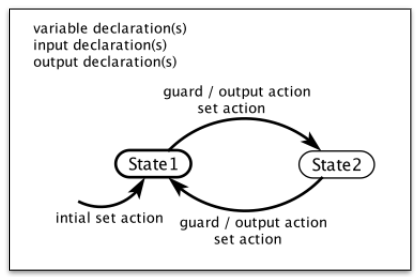 variable declaration(s)
input declaration(s)
output declaration(s)
guard / output action
set action
State1
State2
intial set action
guard / output action
set action